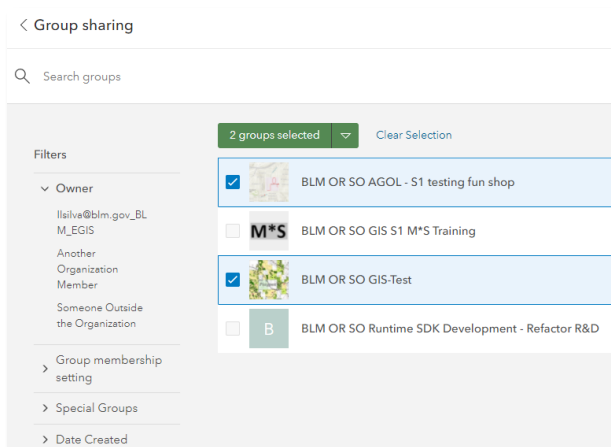 Group sharing
Search groups
2 groups selected
Clear Selection
Filters
Owner
llsilva@blm.gov_BL
M_EGIS
Another
Organization
Member
Someone Outside
the Organization
Group membership
setting
Special Groups
Date Created
BLM OR SO AGOL - S1 testing fun shop
M*S
BLM OR SO GIS S1 M*S Training
BLM OR SO GIS-Test
B
BLM OR SO Runtime SDK Development - Refactor R&D